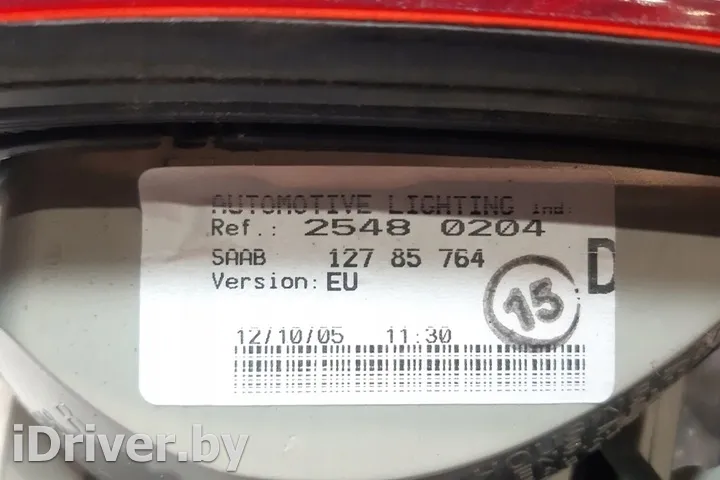 AUTOMOTIVE LIGHTING ind:
Ref.: 2548 0204
SAAB 127 85 764
Version: EU
15
D
12/10/05 11:30
iDriver.by